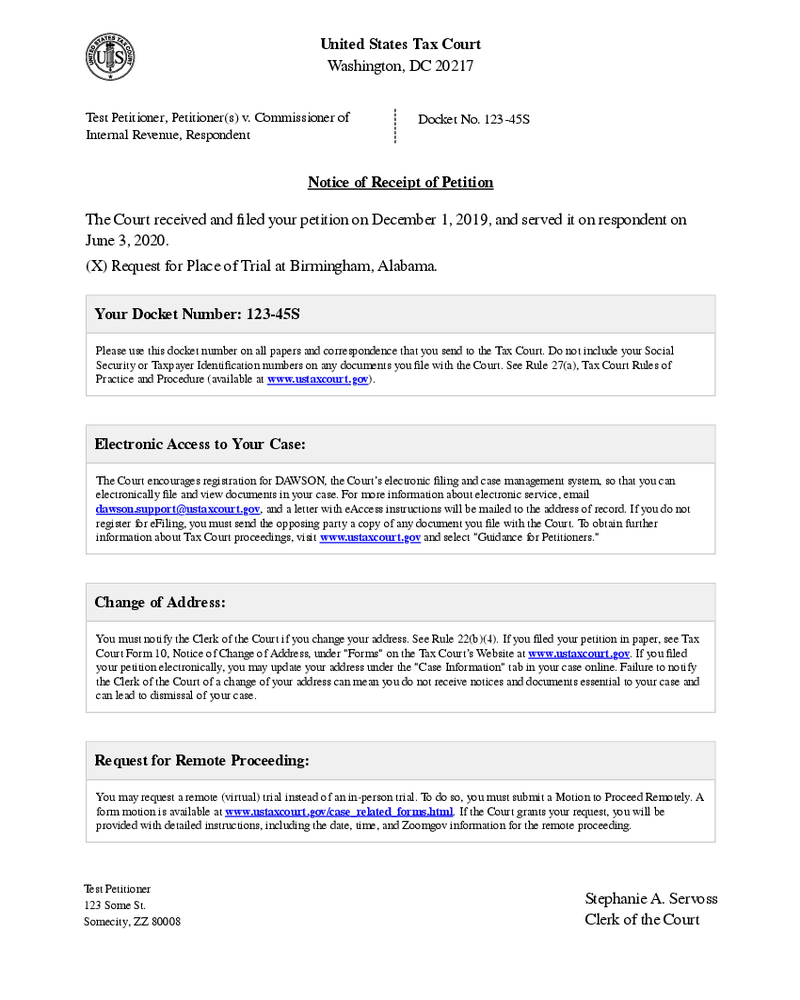 UNITED STATES TAX COURT
US
United States Tax Court
Washington, DC 20217
Test Petitioner, Petitioner(s) v. Commissioner of
Internal Revenue, Respondent
Docket No. 123-45S
Notice of Receipt of Petition
The Court received and filed your petition on December 1, 2019, and served it on respondent on
June 3, 2020.
(X) Request for Place of Trial at Birmingham, Alabama.
Your Docket Number: 123-45S
Please use this docket number on all papers and correspondence that you send to the Tax Court. Do not include your Social
Security or Taxpayer Identification numbers on any documents you file with the Court. See Rule 27(a), Tax Court Rules of
Practice and Procedure (available at www.ustaxcourt.gov).
Electronic Access to Your Case:
The Court encourages registration for DAWSON, the Court's electronic filing and case management system, so that you can
electronically file and view documents in your case. For more information about electronic service, email
dawson.support@ustaxcourt.gov, and a letter with eAccess instructions will be mailed to the address of record. If you do not
register for eFiling, you must send the opposing party a copy of any document you file with the Court. To obtain further
information about Tax Court proceedings, visit www.ustaxcourt.gov and select "Guidance for Petitioners."
Change of Address:
You must notify the Clerk of the Court if you change your address. See Rule 22(b)(4). If you filed your petition in paper, see Tax
Court Form 10, Notice of Change of Address, under "Forms" on the Tax Court's Website at www.ustaxcourt.gov. If you filed
your petition electronically, you may update your address under the "Case Information" tab in your case online. Failure to notify
the Clerk of the Court of a change of your address can mean you do not receive notices and documents essential to your case and
can lead to dismissal of your case.
Request for Remote Proceeding:
You may request a remote (virtual) trial instead of an in-person trial. To do so, you must submit a Motion to Proceed Remotely. A
form motion is available at www.ustaxcourt.gov/case_related_forms.html. If the Court grants your request, you will be
provided with detailed instructions, including the date, time, and Zoomgov information for the remote proceeding.
Test Petitioner
123 Some St.
Somecity, ZZ 80008
Stephanie A. Servoss
Clerk of the Court